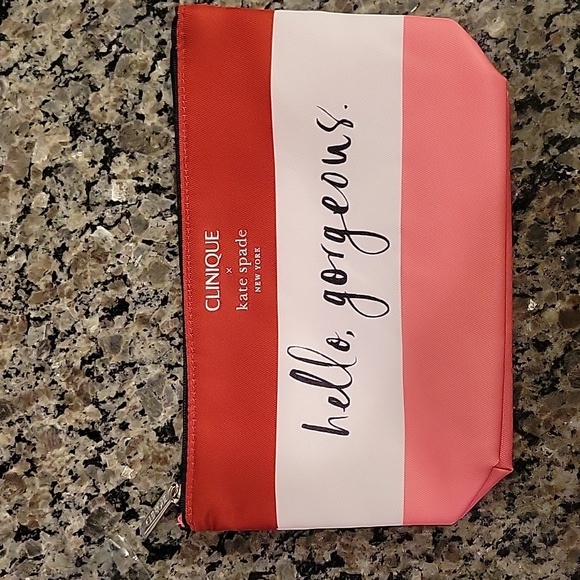 CLINIQUE
×
kate spade
NEW YORK
hello, gorgeous.